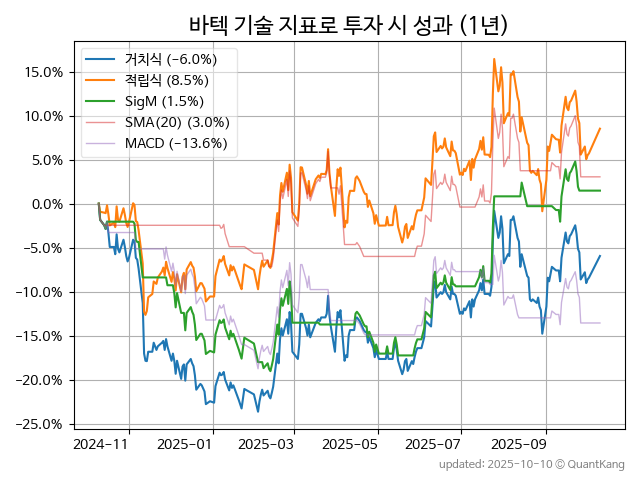 바텍 기술 지표로 투자 시 성과 (1년)
거치식 (−6.0%)
적립식 (8.5%)
SigM (1.5%)
SMA(20) (3.0%)
MACD (−13.6%)
15.0%
10.0%
5.0%
0.0%
−5.0%
−10.0%
−15.0%
−20.0%
−25.0%
2024-11 2025-01 2025-03 2025-05 2025-07 2025-09
updated: 2025-10-10 © QuantKang